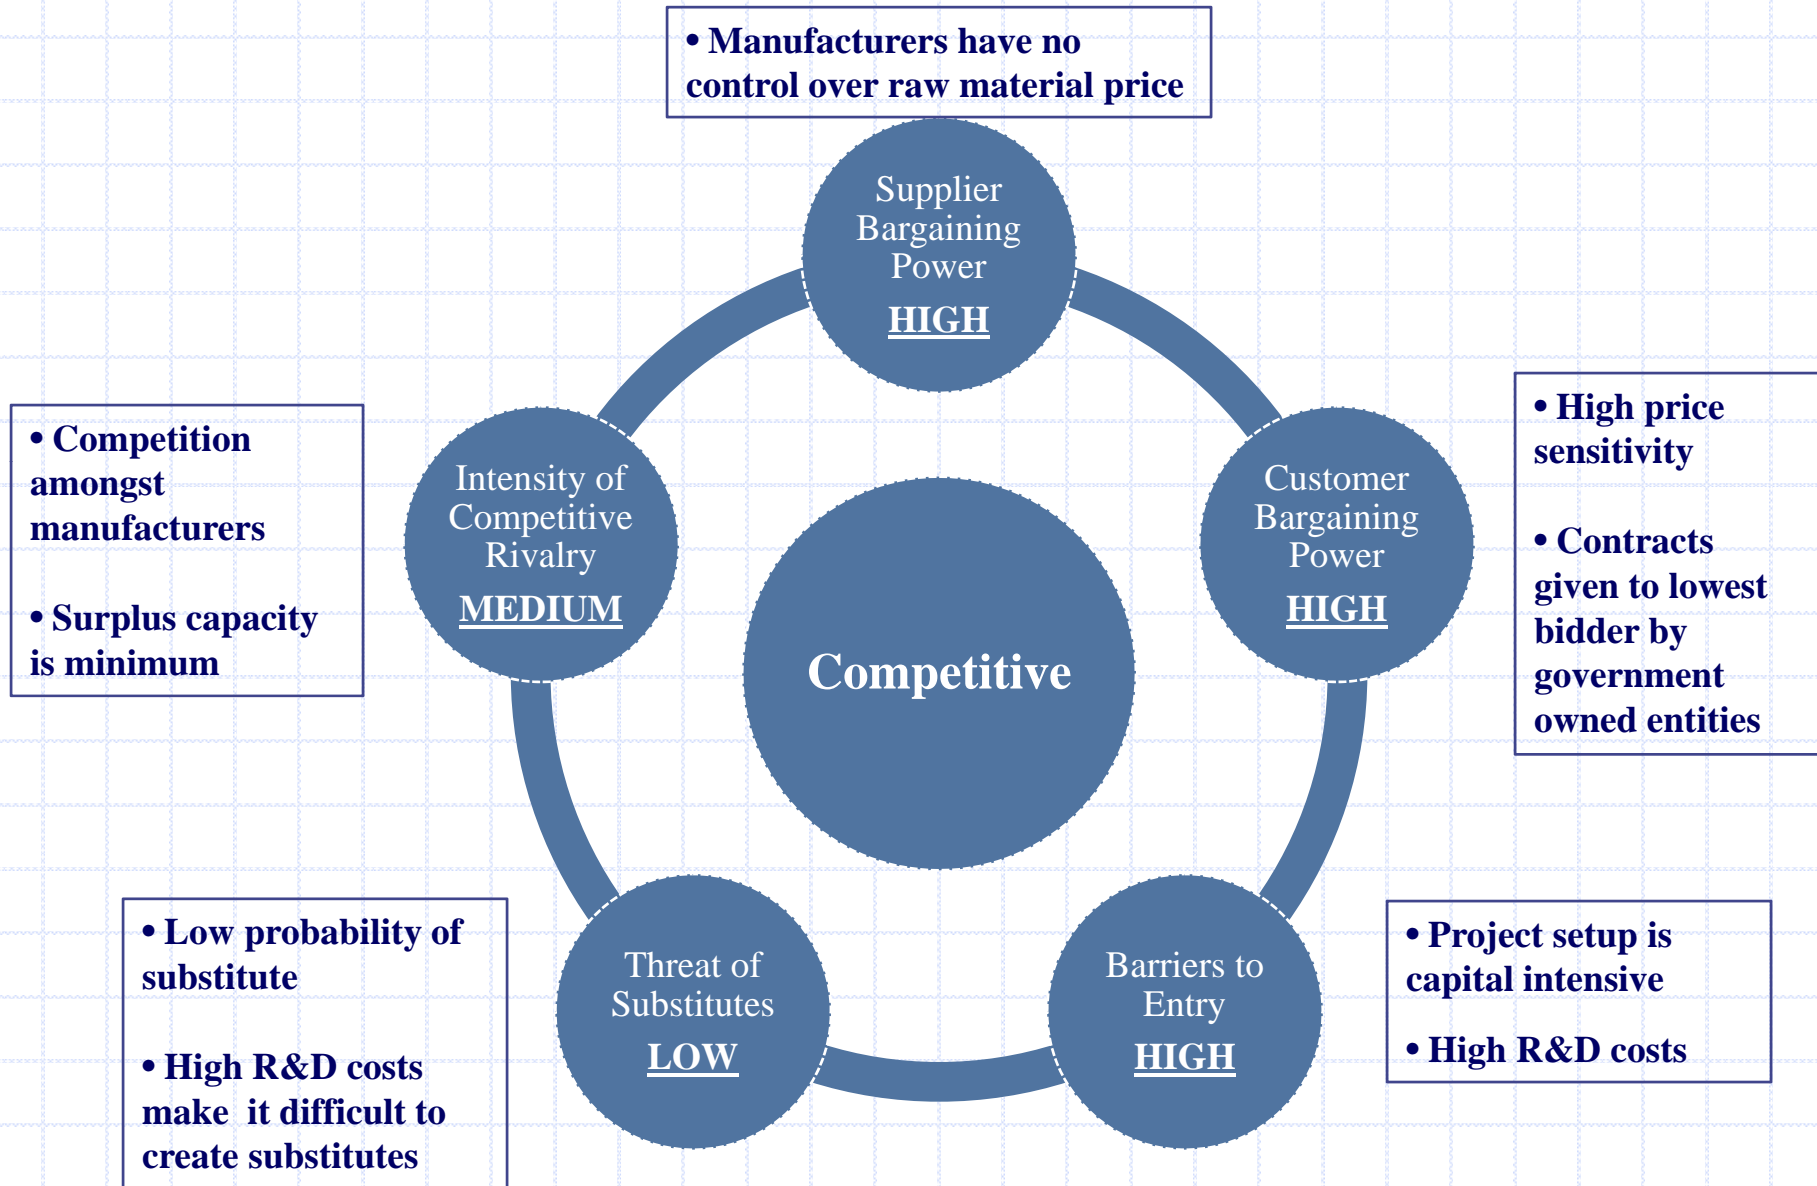 • Manufacturers have no
control over raw material price
Supplier
Bargaining
Power
HIGH
• High price
sensitivity
• Contracts
given to lowest
bidder by
government
owned entities
Customer
Bargaining
Power
HIGH
• Competition
amongst
manufacturers
• Surplus capacity
is minimum
Intensity of
Competitive
Rivalry
MEDIUM
Competitive
• Low probability of
substitute
• High R&D costs
make  it difficult to
create substitutes
Threat of
Substitutes
LOW
Barriers to
Entry
HIGH
• Project setup is
capital intensive
• High R&D costs